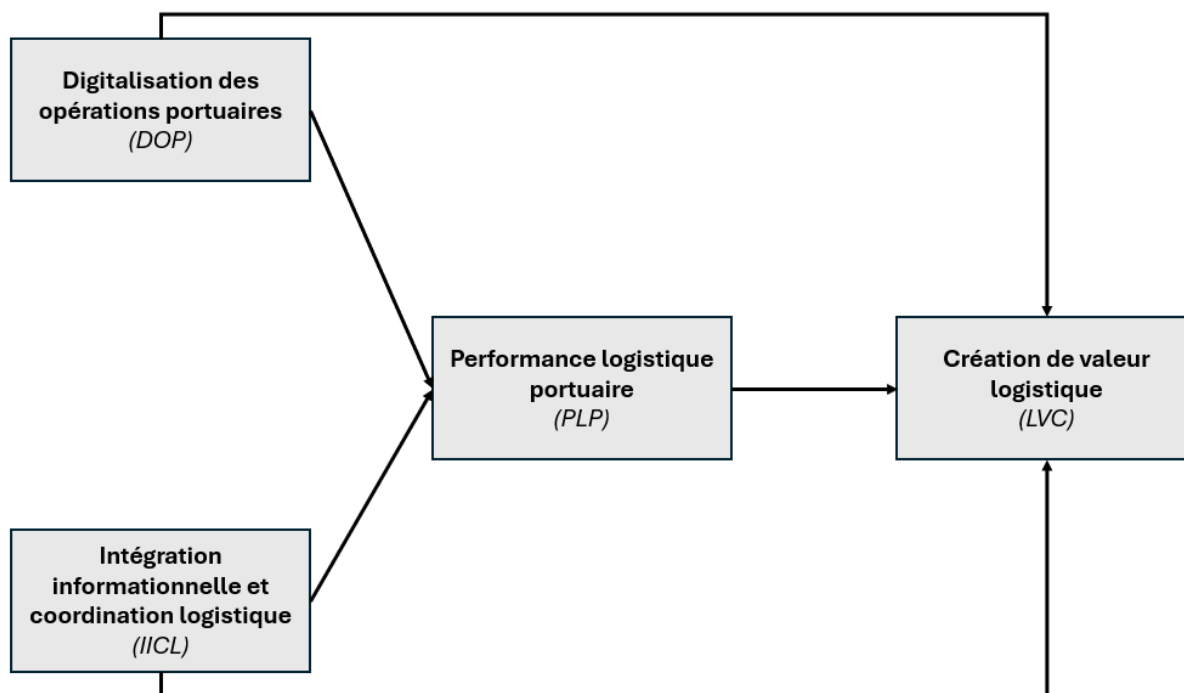 Digitalisation des
opérations portuaires
(DOP)
Performance logistique
portuaire
(PLP)
Création de valeur
logistique
(LVC)
Intégration
informationnelle et
coordination logistique
(IICL)